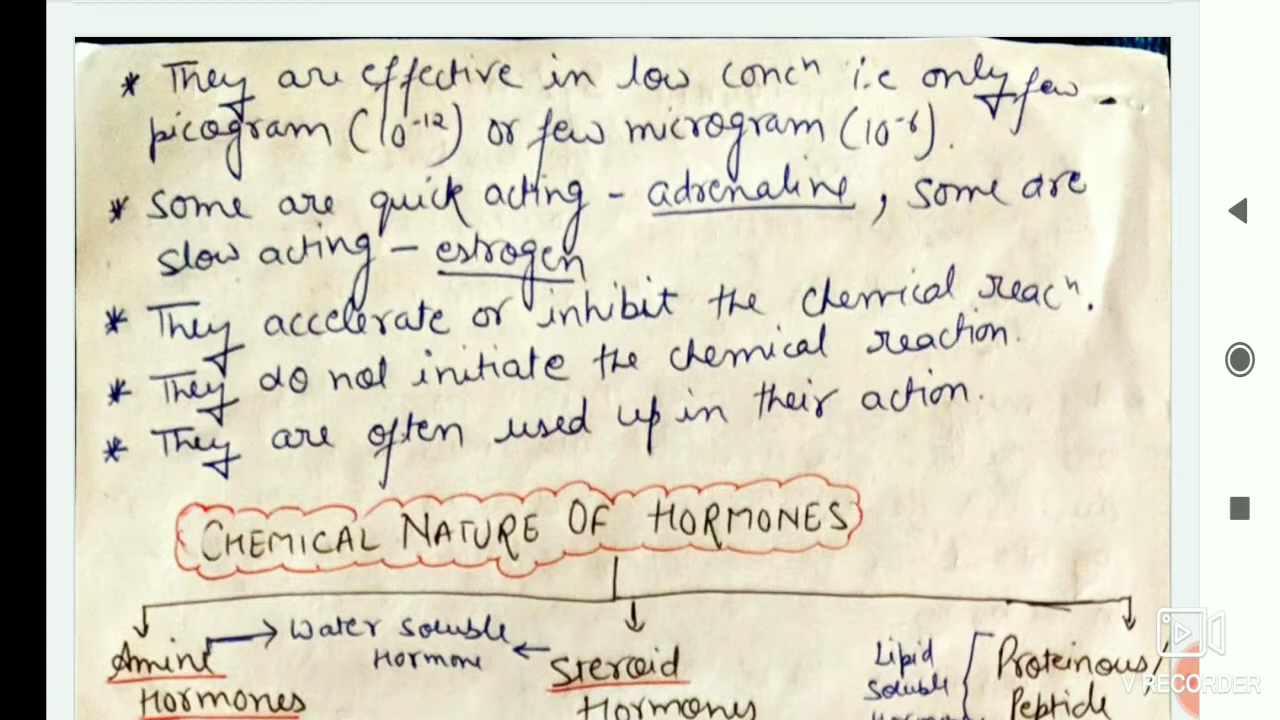 * They are effective in low concⁿ i.e only few
picogram (10⁻¹²) or few microgram (10⁻⁶).
* Some are quick acting - adrenaline, some are
slow acting - estrogen
* They accelerate or inhibit the chemical reacⁿ.
* They do not initiate the chemical reaction.
* They are often used up in their action.
CHEMICAL NATURE OF HORMONES
Water soluble
Hormone
Amine
Hormones
Steroid
Hormones
Lipid
Soluble
Proteinous/
Peptide
V RECORDER